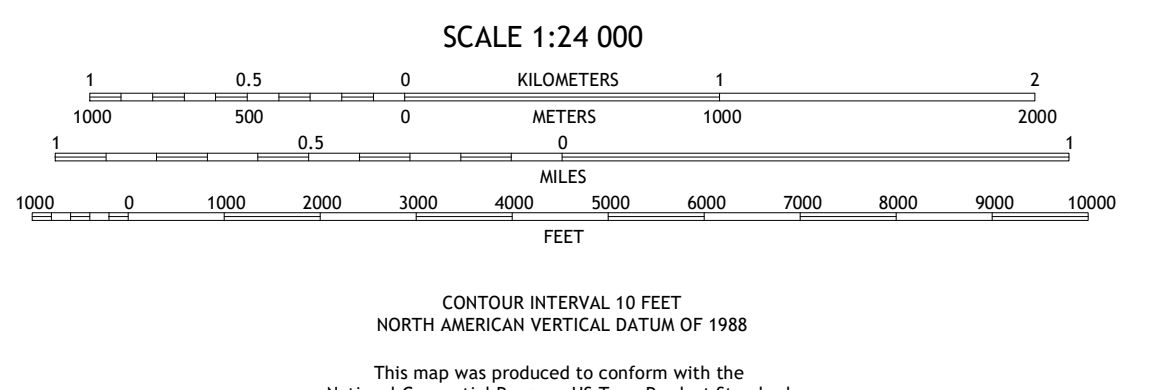 SCALE 1:24 000
1 0.5 0 KILOMETERS 1 2
1000 500 0 METERS 1000 2000
1 0.5 0 1
MILES
1000 0 1000 2000 3000 4000 5000 6000 7000 8000 9000 10000
FEET
CONTOUR INTERVAL 10 FEET
NORTH AMERICAN VERTICAL DATUM OF 1988
This map was produced to conform with the